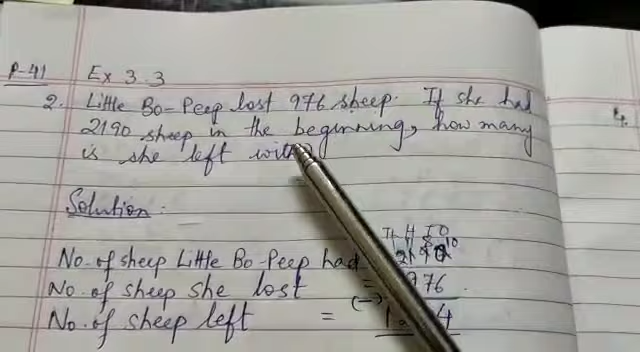 P-41 Ex 3.3
2. Little Bo-Peep lost 976 sheep. If she had
2190 sheep in the beginning, how many
is she left with?
Solution:
H T O
No. of sheep Little Bo-Peep had
No. of sheep she lost = 976
No. of sheep left = (-) 4